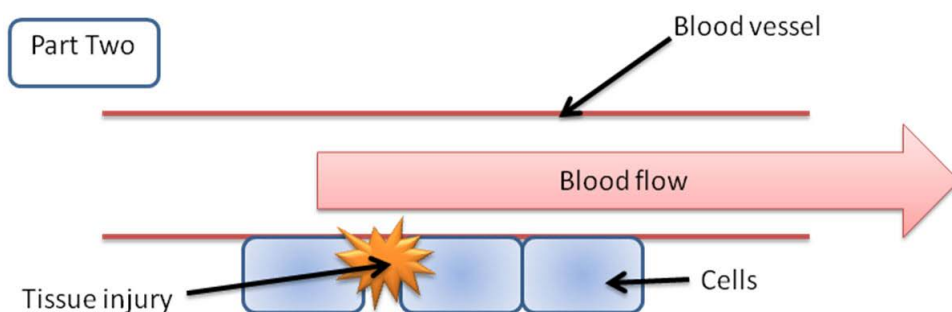 Part Two
Blood vessel
Blood flow
Tissue injury
Cells